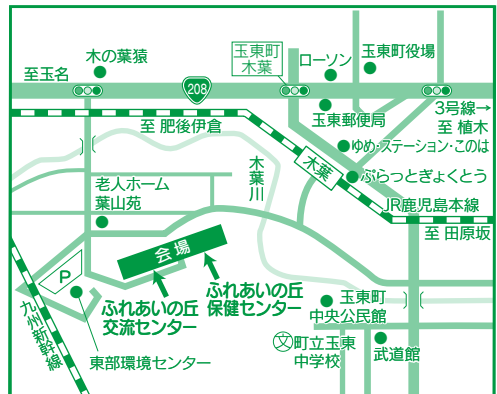 木の葉猿
至玉名
208
玉東町
木葉
ローソン
玉東町役場
玉東郵便局
3号線→
至 植木
至 肥後伊倉
ゆめ・ステーション・このは
木葉
ぷらっとぎょくとう
木葉川
JR鹿児島本線
至 田原坂
老人ホーム
葉山苑
会場
P
ふれあいの丘
交流センター
ふれあいの丘
保健センター
九州新幹線
東部環境センター
玉東町
中央公民館
文
町立玉東
中学校
武道館